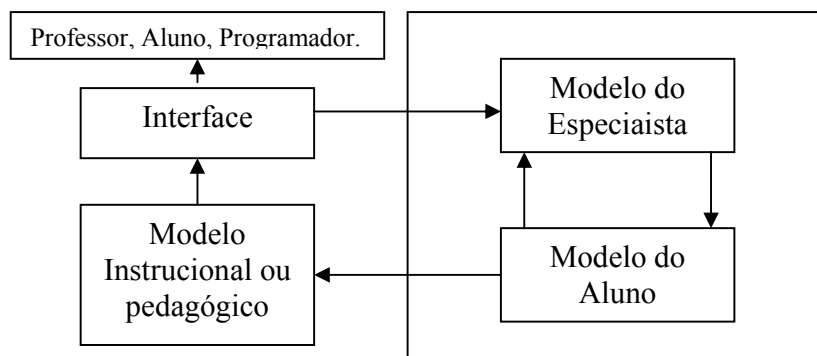 Professor, Aluno, Programador.
Interface
Modelo do
Especiaista
Modelo
Instrucional ou
pedagógico
Modelo do
Aluno